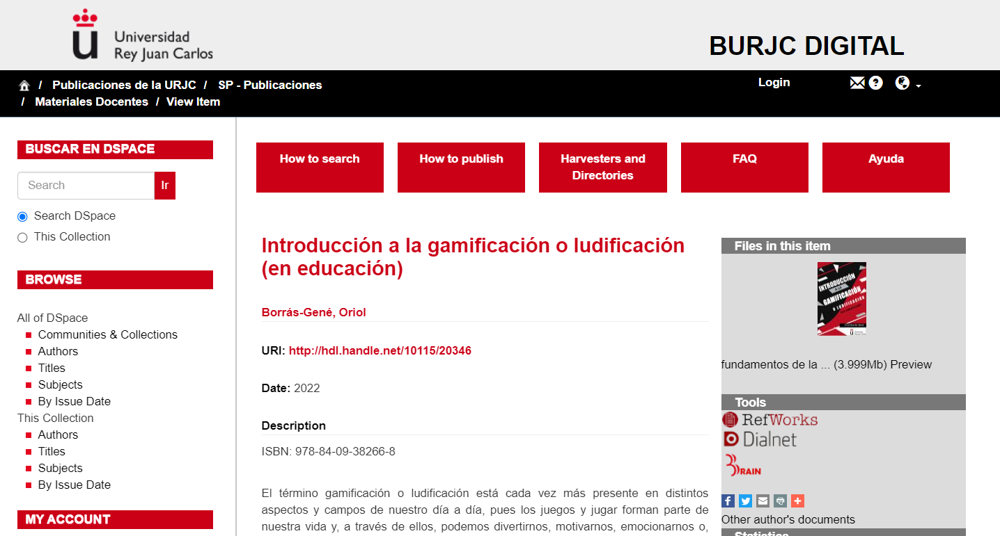 Universidad
Rey Juan Carlos
BURJC DIGITAL
/ Publicaciones de la URJC / SP - Publicaciones
/ Materiales Docentes / View Item
Login
BUSCAR EN DSPACE
Search
Ir
Search DSpace
This Collection
BROWSE
All of DSpace
Communities & Collections
Authors
Titles
Subjects
By Issue Date
This Collection
Authors
Titles
Subjects
By Issue Date
MY ACCOUNT
How to search
How to publish
Harvesters and
Directories
FAQ
Ayuda
Introducción a la gamificación o ludificación
(en educación)
Borrás-Gené, Oriol
URI: http://hdl.handle.net/10115/20346
Date: 2022
Description
ISBN: 978-84-09-38266-8
El término gamificación o ludificación está cada vez más presente en distintos
aspectos y campos de nuestro día a día, pues los juegos y jugar forman parte de
nuestra vida y, a través de ellos, podemos divertirnos, motivarnos, emocionarnos o,
Files in this item
INTRODUCCIÓN
A LA
GAMIFICACIÓN
O LUDIFICACIÓN
fundamentos de la ... (3.999Mb) Preview
Tools
RefWorks
Dialnet
BRAIN
Other author's documents
Statistics